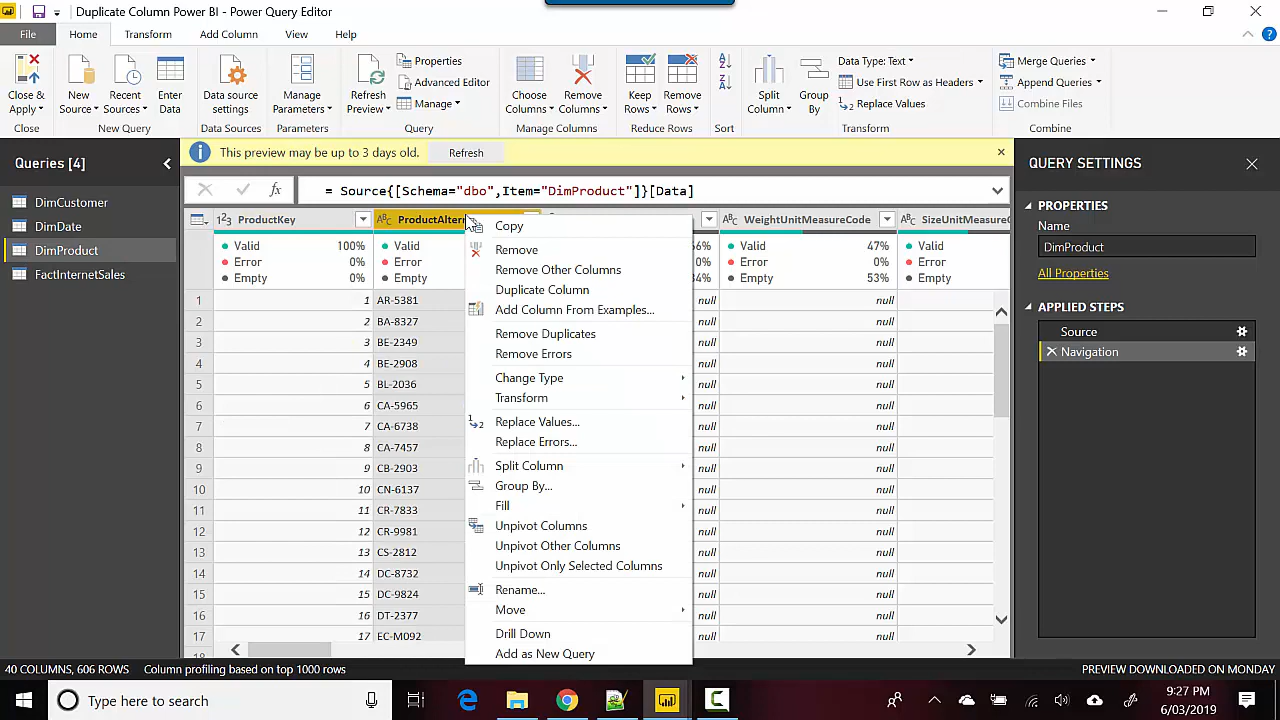 Duplicate Column Power BI - Power Query Editor
File Home Transform Add Column View Help
Close & Apply
New Source
Recent Sources
Enter Data
Data source settings
Manage Parameters
Refresh Preview
Properties
Advanced Editor
Manage
Choose Columns
Remove Columns
Keep Rows
Remove Rows
Split Column
Group By
Data Type: Text
Use First Row as Headers
Replace Values
Merge Queries
Append Queries
Combine Files
Close New Query Data Sources Parameters Query Manage Columns Reduce Rows Sort Transform Combine
Queries [4]
DimCustomer
DimDate
DimProduct
FactInternetSales
This preview may be up to 3 days old. Refresh
= Source{[Schema="dbo",Item="DimProduct"]}[Data]
ProductKey ProductAltern WeightUnitMeasureCode SizeUnitMeasureC
Valid 100% Valid 66% Valid 47% Valid
Error 0% Error 0% Error 0% Error
Empty 0% Empty 34% Empty 53% Empty
1 1 AR-5381 null null
2 2 BA-8327 null null
3 3 BE-2349 null null
4 4 BE-2908 null null
5 5 BL-2036 null null
6 6 CA-5965 null null
7 7 CA-6738 null null
8 8 CA-7457 null null
9 9 CB-2903 null null
10 10 CN-6137 null null
11 11 CR-7833 null null
12 12 CR-9981 null null
13 13 CS-2812 null null
14 14 DC-8732 null null
15 15 DC-9824 null null
16 16 DT-2377 null null
17 17 EC-M092 null null
Copy
Remove
Remove Other Columns
Duplicate Column
Add Column From Examples...
Remove Duplicates
Remove Errors
Change Type
Transform
Replace Values...
Replace Errors...
Split Column
Group By...
Fill
Unpivot Columns
Unpivot Other Columns
Unpivot Only Selected Columns
Rename...
Move
Drill Down
Add as New Query
QUERY SETTINGS
PROPERTIES
Name
DimProduct
All Properties
APPLIED STEPS
Source
Navigation
40 COLUMNS, 606 ROWS Column profiling based on top 1000 rows PREVIEW DOWNLOADED ON MONDAY
Type here to search
9:27 PM
6/03/2019